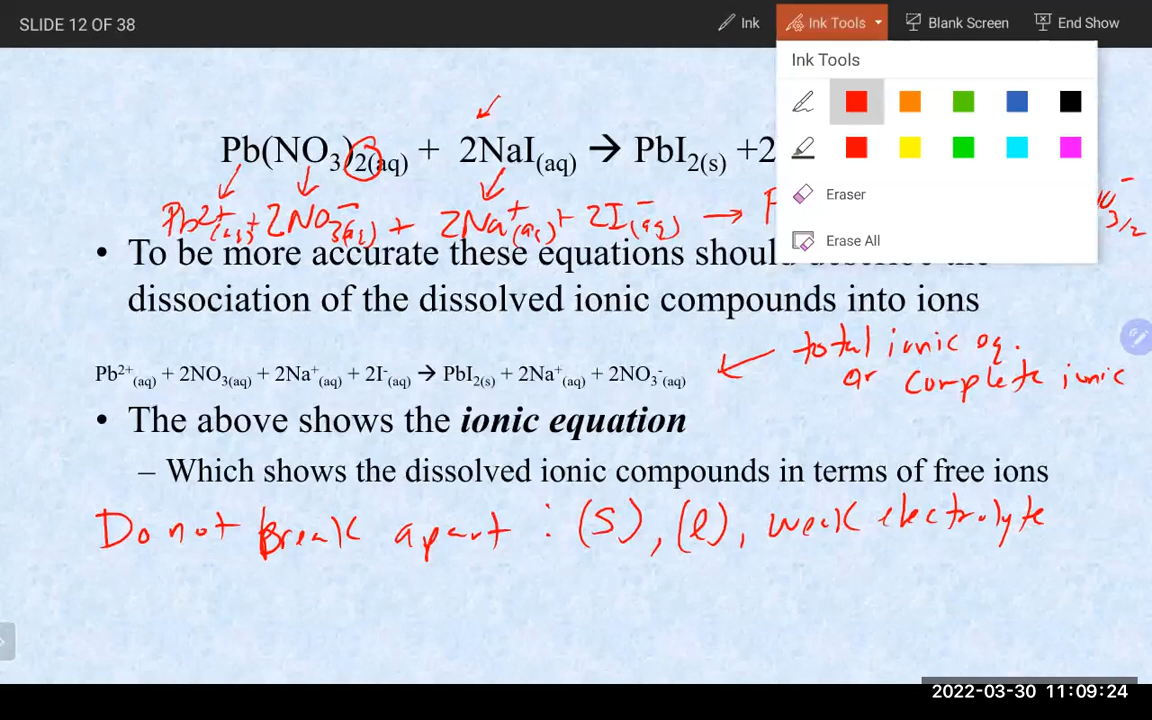 SLIDE 12 OF 38
Ink Ink Tools Blank Screen End Show
Ink Tools
Eraser
Erase All
Pb(NO3)2(aq) + 2NaI(aq) → PbI2(s) +2
Pb2+(aq) + 2NO3-(aq) + 2Na+(aq) + 2I-(aq) →
• To be more accurate these equations should describe the
dissociation of the dissolved ionic compounds into ions
total ionic eq.
or complete ionic
Pb2+(aq) + 2NO3(aq) + 2Na+(aq) + 2I-(aq) → PbI2(s) + 2Na+(aq) + 2NO3-(aq)
• The above shows the ionic equation
– Which shows the dissolved ionic compounds in terms of free ions
Do not Break apart : (s), (l), weak electrolyte
2022-03-30 11:09:24